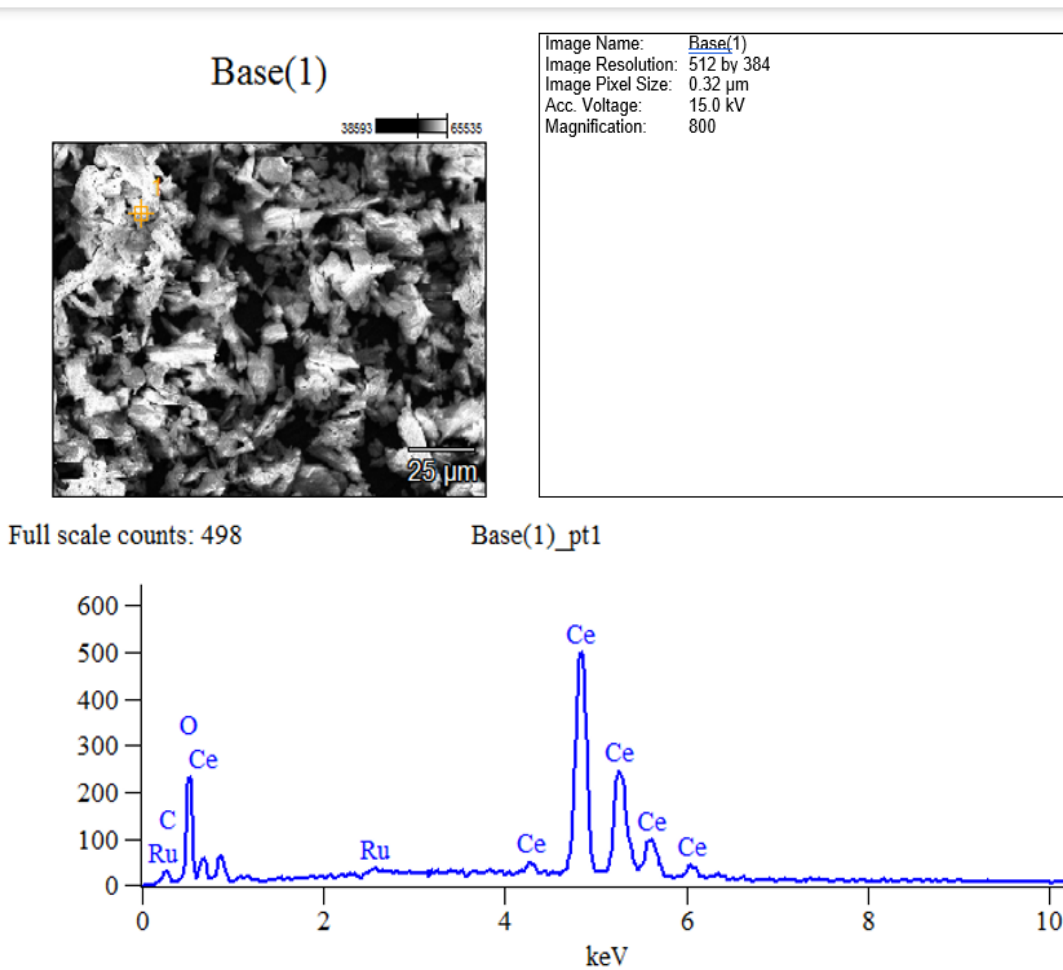 Base(1)
Image Name: Base(1)
Image Resolution: 512 by 384
Image Pixel Size: 0.32 µm
Acc. Voltage: 15.0 kV
Magnification: 800
38593 65535
1
25 µm
Full scale counts: 498
Base(1)_pt1
600
500
400
300
200
100
0
Ce
O
Ce
Ce
C
Ru
Ru
Ce
Ce
Ce
0 2 4 6 8 10
keV